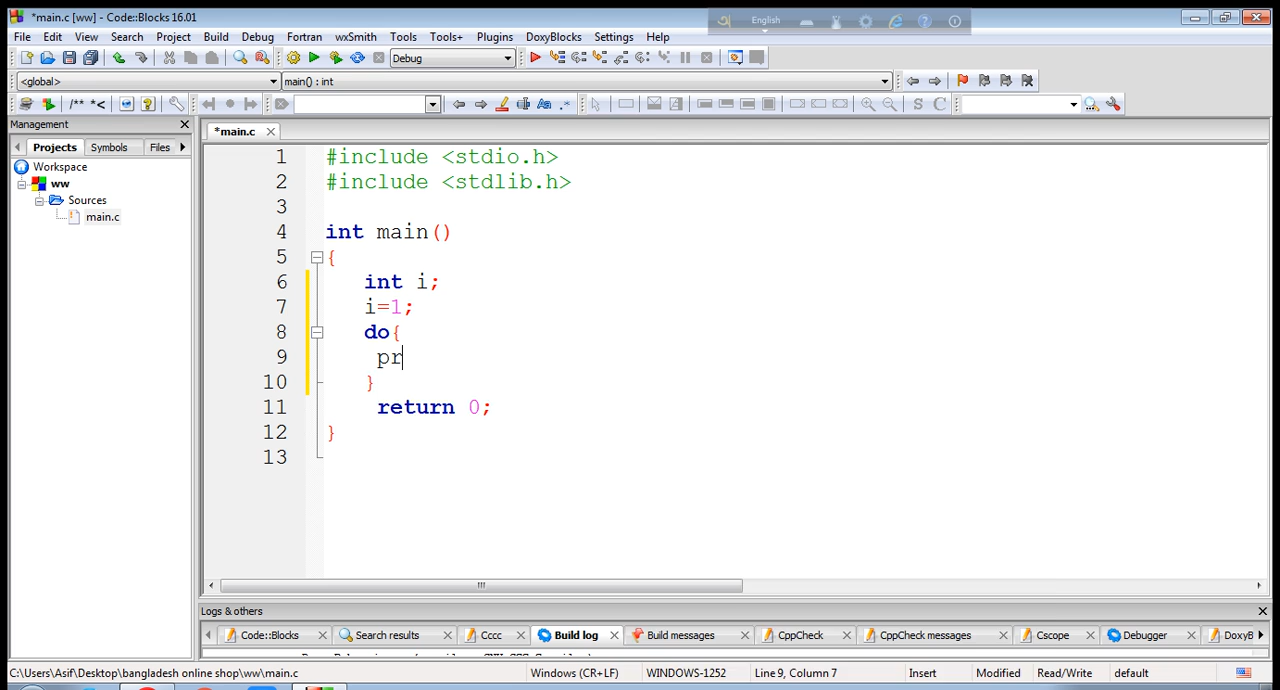 *main.c [ww] - Code::Blocks 16.01
English
File Edit View Search Project Build Debug Fortran wxSmith Tools Tools+ Plugins DoxyBlocks Settings Help
Debug
<global> main() : int
/** *<
Management
*main.c
Projects Symbols Files
Workspace
ww
Sources
main.c
1 #include <stdio.h>
2 #include <stdlib.h>
3
4 int main()
5 {
6 int i;
7 i=1;
8 do{
9 pr
10 }
11 return 0;
12 }
13
Logs & others
Code::Blocks Search results Cccc Build log Build messages CppCheck CppCheck messages Cscope Debugger DoxyB
C:\Users\Asif\Desktop\bangladesh online shop\ww\main.c Windows (CR+LF) WINDOWS-1252 Line 9, Column 7 Insert Modified Read/Write default